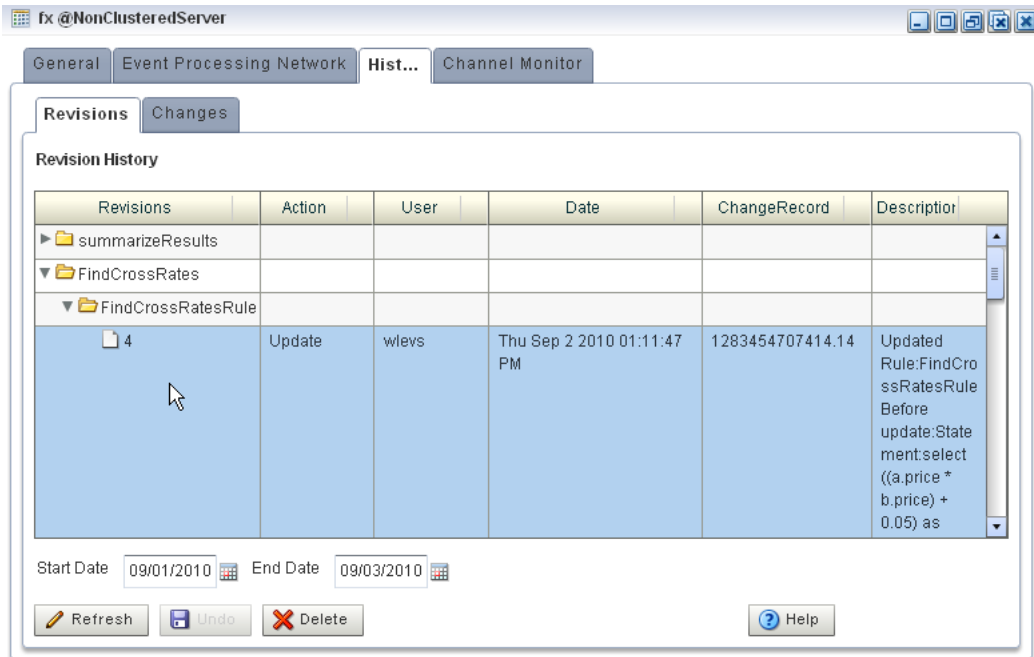 fx @NonClusteredServer
General Event Processing Network Hist... Channel Monitor
Revisions Changes
Revision History
Revisions Action User Date ChangeRecord Description
summarizeResults
FindCrossRates
FindCrossRatesRule
4 Update wlevs Thu Sep 2 2010 01:11:47 1283454707414.14 Updated
PM Rule:FindCro
ssRatesRule
Before
update:State
ment:select
((a.price *
b.price) +
0.05) as
Start Date 09/01/2010 End Date 09/03/2010
Refresh Undo Delete Help